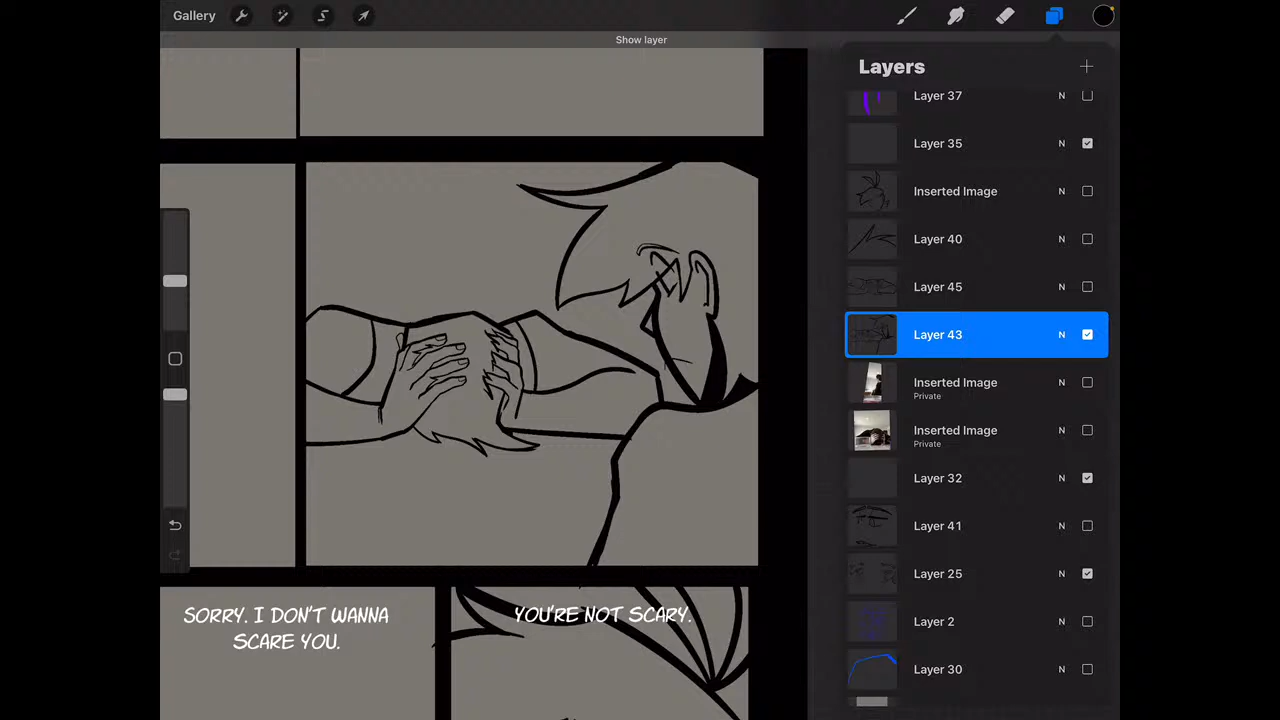 Gallery
Show layer
Layers
Layer 37 N
Layer 35 N
Inserted Image N
Layer 40 N
Layer 45 N
Layer 43 N
Inserted Image N
Private
Inserted Image N
Private
Layer 32 N
Layer 41 N
Layer 25 N
Layer 2 N
Layer 30 N
SORRY. I DON'T WANNA
SCARE YOU.
YOU'RE NOT SCARY.